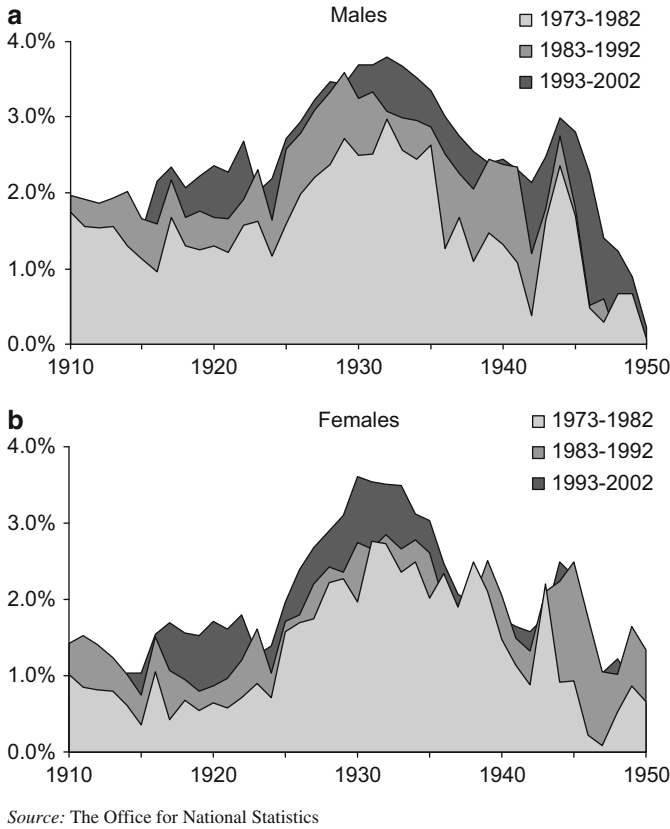 a
Males
1973-1982
1983-1992
1993-2002
4.0%
3.0%
2.0%
1.0%
0.0%
1910 1920 1930 1940 1950
b
Females
1973-1982
1983-1992
1993-2002
4.0%
3.0%
2.0%
1.0%
0.0%
1910 1920 1930 1940 1950
Source: The Office for National Statistics